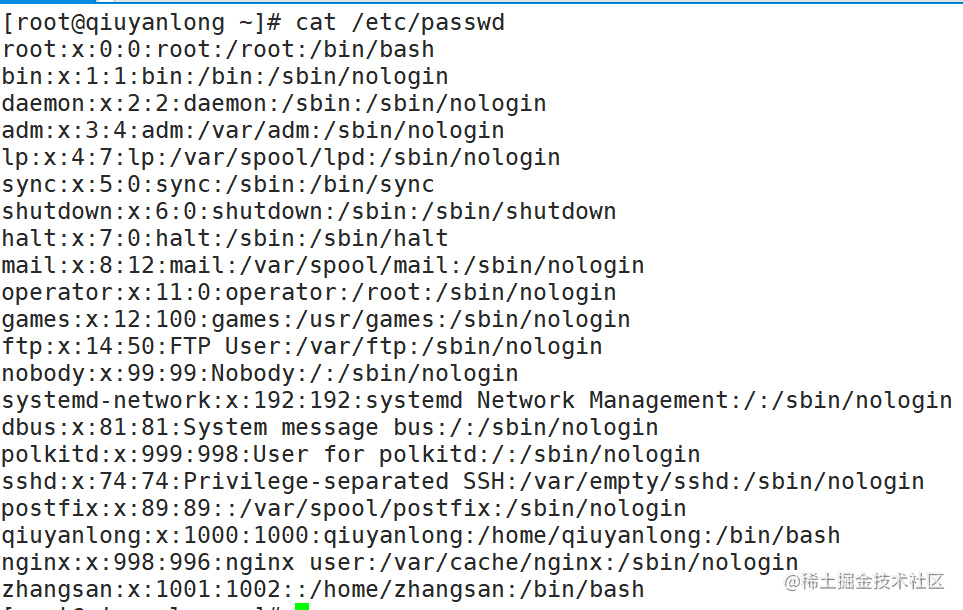 [root@qiuyanlong ~]# cat /etc/passwd
root:x:0:0:root:/root:/bin/bash
bin:x:1:1:bin:/bin:/sbin/nologin
daemon:x:2:2:daemon:/sbin:/sbin/nologin
adm:x:3:4:adm:/var/adm:/sbin/nologin
lp:x:4:7:lp:/var/spool/lpd:/sbin/nologin
sync:x:5:0:sync:/sbin:/bin/sync
shutdown:x:6:0:shutdown:/sbin:/sbin/shutdown
halt:x:7:0:halt:/sbin:/sbin/halt
mail:x:8:12:mail:/var/spool/mail:/sbin/nologin
operator:x:11:0:operator:/root:/sbin/nologin
games:x:12:100:games:/usr/games:/sbin/nologin
ftp:x:14:50:FTP User:/var/ftp:/sbin/nologin
nobody:x:99:99:Nobody:/:/sbin/nologin
systemd-network:x:192:192:systemd Network Management:/:/sbin/nologin
dbus:x:81:81:System message bus:/:/sbin/nologin
polkitd:x:999:998:User for polkitd:/:/sbin/nologin
sshd:x:74:74:Privilege-separated SSH:/var/empty/sshd:/sbin/nologin
postfix:x:89:89::/var/spool/postfix:/sbin/nologin
qiuyanlong:x:1000:1000:qiuyanlong:/home/qiuyanlong:/bin/bash
nginx:x:998:996:nginx user:/var/cache/nginx:/sbin/nologin
zhangsan:x:1001:1002::/home/zhangsan:/bin/bash
@稀土掘金技术社区